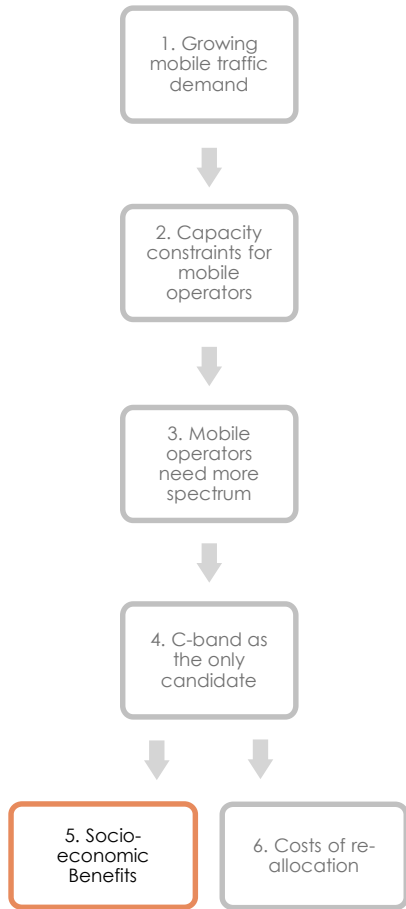 1. Growing
mobile traffic
demand
2. Capacity
constraints for
mobile
operators
3. Mobile
operators
need more
spectrum
4. C-band as
the only
candidate
5. Socio-
economic
Benefits
6. Costs of re-
allocation